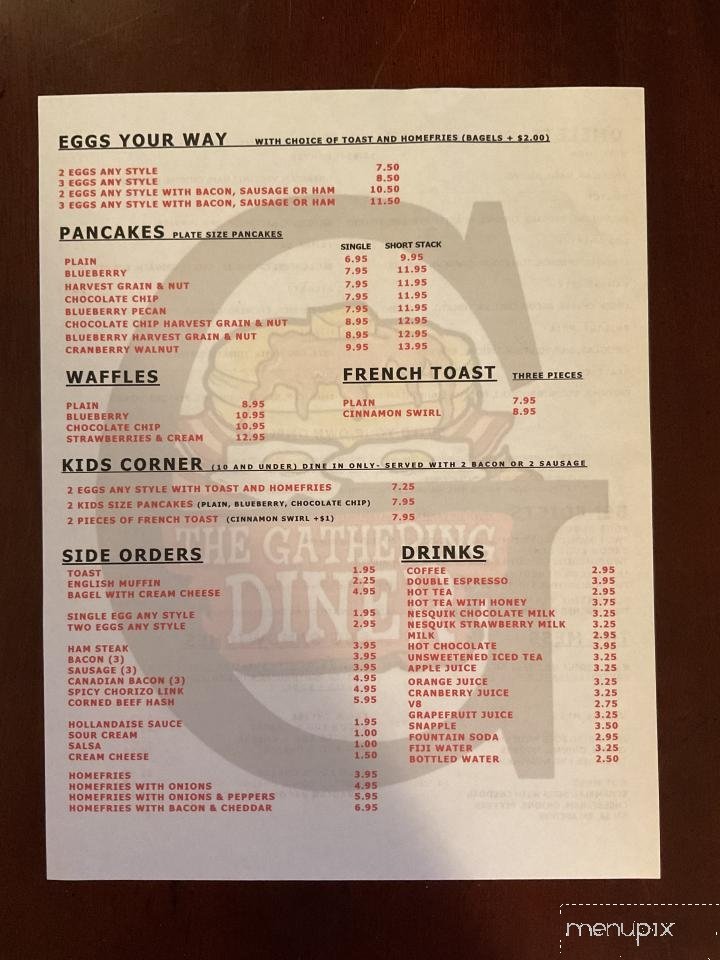 EGGS YOUR WAY WITH CHOICE OF TOAST AND HOMEFRIES (BAGELS + $2.00)
2 EGGS ANY STYLE 7.50
3 EGGS ANY STYLE 8.50
2 EGGS ANY STYLE WITH BACON, SAUSAGE OR HAM 10.50
3 EGGS ANY STYLE WITH BACON, SAUSAGE OR HAM 11.50
PANCAKES PLATE SIZE PANCAKES
SINGLE SHORT STACK
PLAIN 6.95 9.95
BLUEBERRY 7.95 11.95
HARVEST GRAIN & NUT 7.95 11.95
CHOCOLATE CHIP 7.95 11.95
BLUEBERRY PECAN 7.95 11.95
CHOCOLATE CHIP HARVEST GRAIN & NUT 8.95 12.95
BLUEBERRY HARVEST GRAIN & NUT 8.95 12.95
CRANBERRY WALNUT 9.95 13.95
WAFFLES
PLAIN 8.95
BLUEBERRY 10.95
CHOCOLATE CHIP 10.95
STRAWBERRIES & CREAM 12.95
FRENCH TOAST THREE PIECES
PLAIN 7.95
CINNAMON SWIRL 8.95
KIDS CORNER (10 AND UNDER) DINE IN ONLY- SERVED WITH 2 BACON OR 2 SAUSAGE
2 EGGS ANY STYLE WITH TOAST AND HOMEFRIES 7.25
2 KIDS SIZE PANCAKES (PLAIN, BLUEBERRY, CHOCOLATE CHIP) 7.95
2 PIECES OF FRENCH TOAST (CINNAMON SWIRL +$1) 7.95
THE GATHERING
DINER
SIDE ORDERS
TOAST 1.95
ENGLISH MUFFIN 2.25
BAGEL WITH CREAM CHEESE 4.95
SINGLE EGG ANY STYLE 1.95
TWO EGGS ANY STYLE 2.95
HAM STEAK 3.95
BACON (3) 3.95
SAUSAGE (3) 3.95
CANADIAN BACON (3) 4.95
SPICY CHORIZO LINK 4.95
CORNED BEEF HASH 5.95
HOLLANDAISE SAUCE 1.95
SOUR CREAM 1.00
SALSA 1.00
CREAM CHEESE 1.50
HOMEFRIES 3.95
HOMEFRIES WITH ONIONS 4.95
HOMEFRIES WITH ONIONS & PEPPERS 5.95
HOMEFRIES WITH BACON & CHEDDAR 6.95
DRINKS
COFFEE 2.95
DOUBLE ESPRESSO 3.95
HOT TEA 2.95
HOT TEA WITH HONEY 3.75
NESQUIK CHOCOLATE MILK 3.25
NESQUIK STRAWBERRY MILK 3.25
MILK 2.95
HOT CHOCOLATE 3.95
UNSWEETENED ICED TEA 3.25
APPLE JUICE 3.25
ORANGE JUICE 3.25
CRANBERRY JUICE 3.25
V8 2.75
GRAPEFRUIT JUICE 3.25
SNAPPLE 3.50
FOUNTAIN SODA 2.95
FIJI WATER 3.25
BOTTLED WATER 2.50
menupix